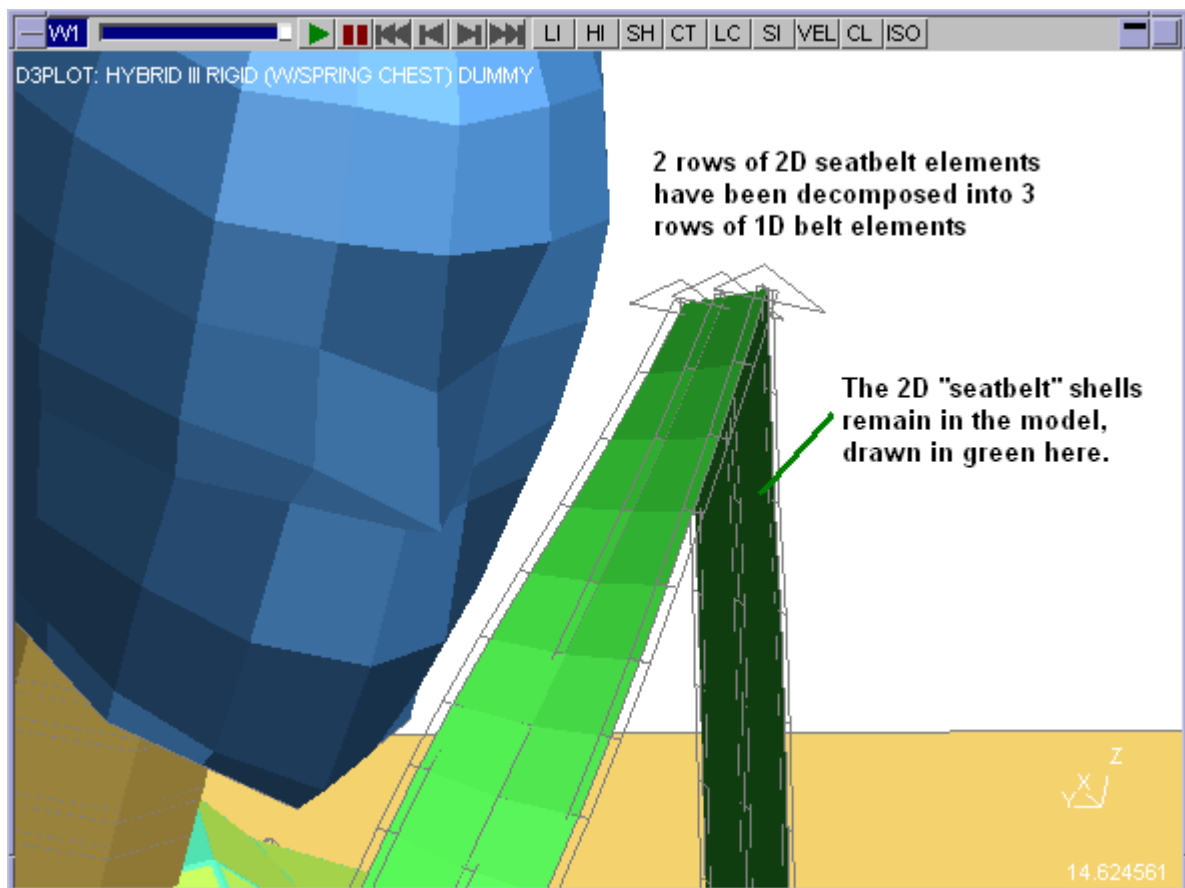 W1 LI HI SH CT LC SI VEL CL ISO
D3PLOT: HYBRID III RIGID (W/SPRING CHEST) DUMMY
2 rows of 2D seatbelt elements
have been decomposed into 3
rows of 1D belt elements
The 2D "seatbelt" shells
remain in the model,
drawn in green here.
Z
X
Y
14.624561